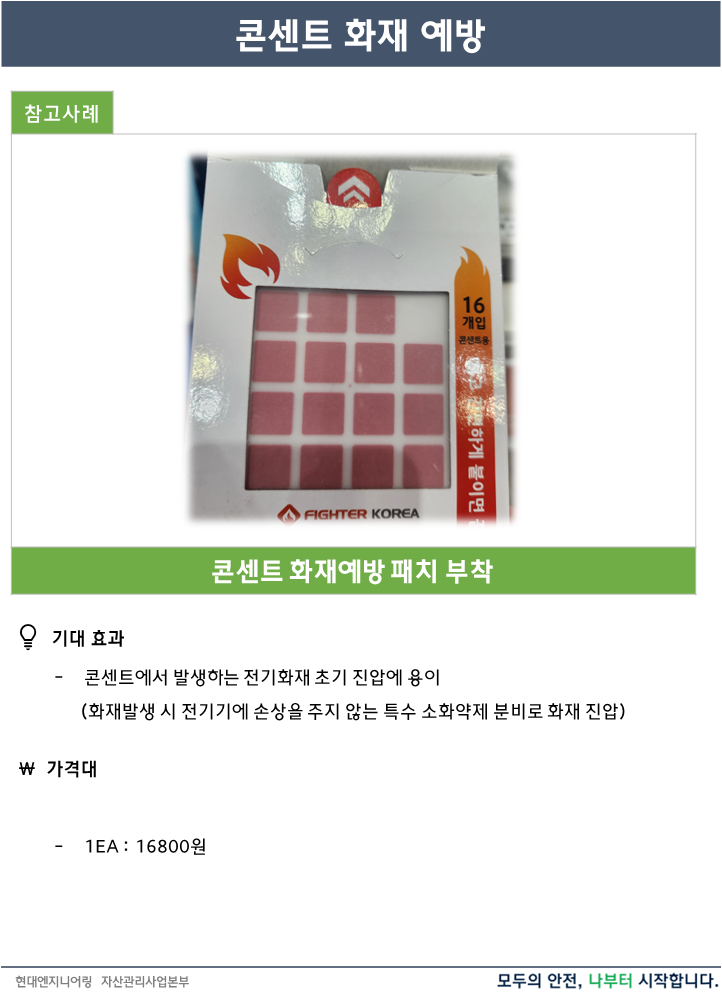 콘센트 화재 예방
참고사례
16
개입
콘센트용
하게 붙이면
FIGHTER KOREA
콘센트 화재예방 패치 부착
기대 효과
- 콘센트에서 발생하는 전기화재 초기 진압에 용이
(화재발생 시 전기기에 손상을 주지 않는 특수 소화약제 분비로 화재 진압)
₩ 가격대
- 1EA : 16800원
현대엔지니어링 자산관리사업본부
모두의 안전, 나부터 시작합니다.